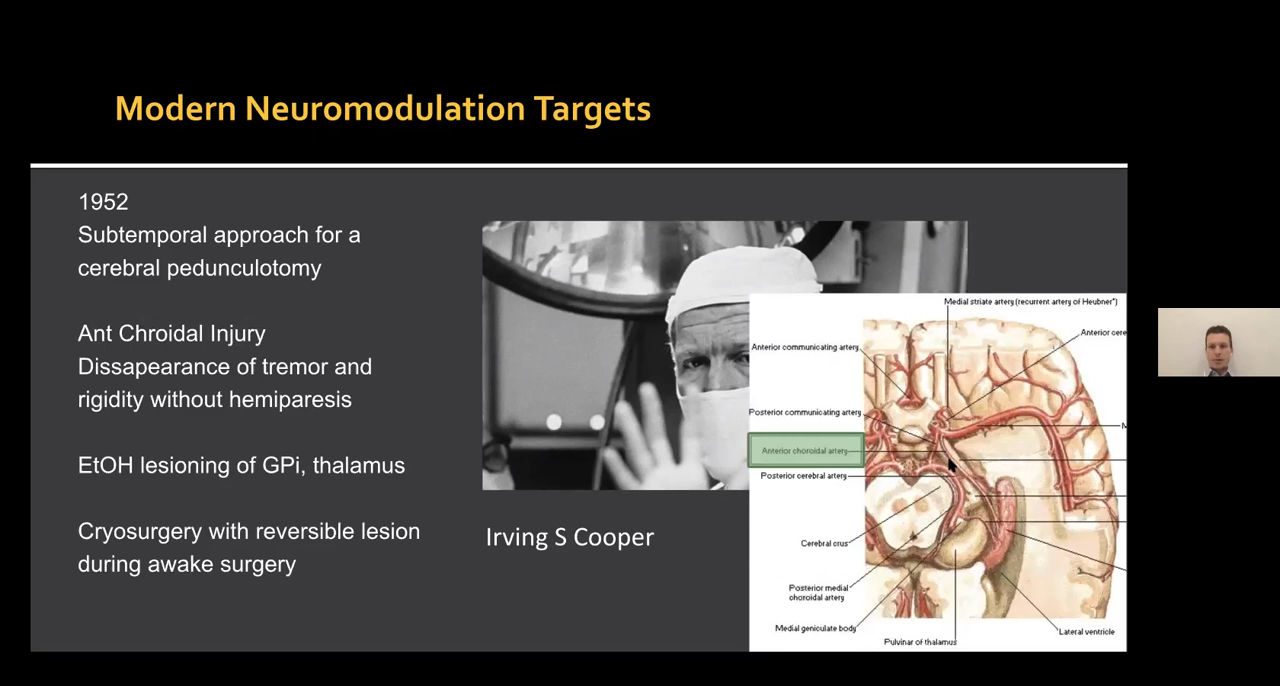 Modern Neuromodulation Targets
1952
Subtemporal approach for a
cerebral pedunculotomy
Ant Chroidal Injury
Dissapearance of tremor and
rigidity without hemiparesis
EtOH lesioning of GPi, thalamus
Cryosurgery with reversible lesion
during awake surgery
Irving S Cooper
Medial striate artery (recurrent artery of Heubner")
Anterior cere
Anterior communicating artery
Posterior communicating artery
M
Anterior choroidal artery
Posterior cerebral artery
Cerebral crus
Posterior medial
choroidal artery
Medial geniculate body
Lateral ventricle
Pulvinar of thalamus